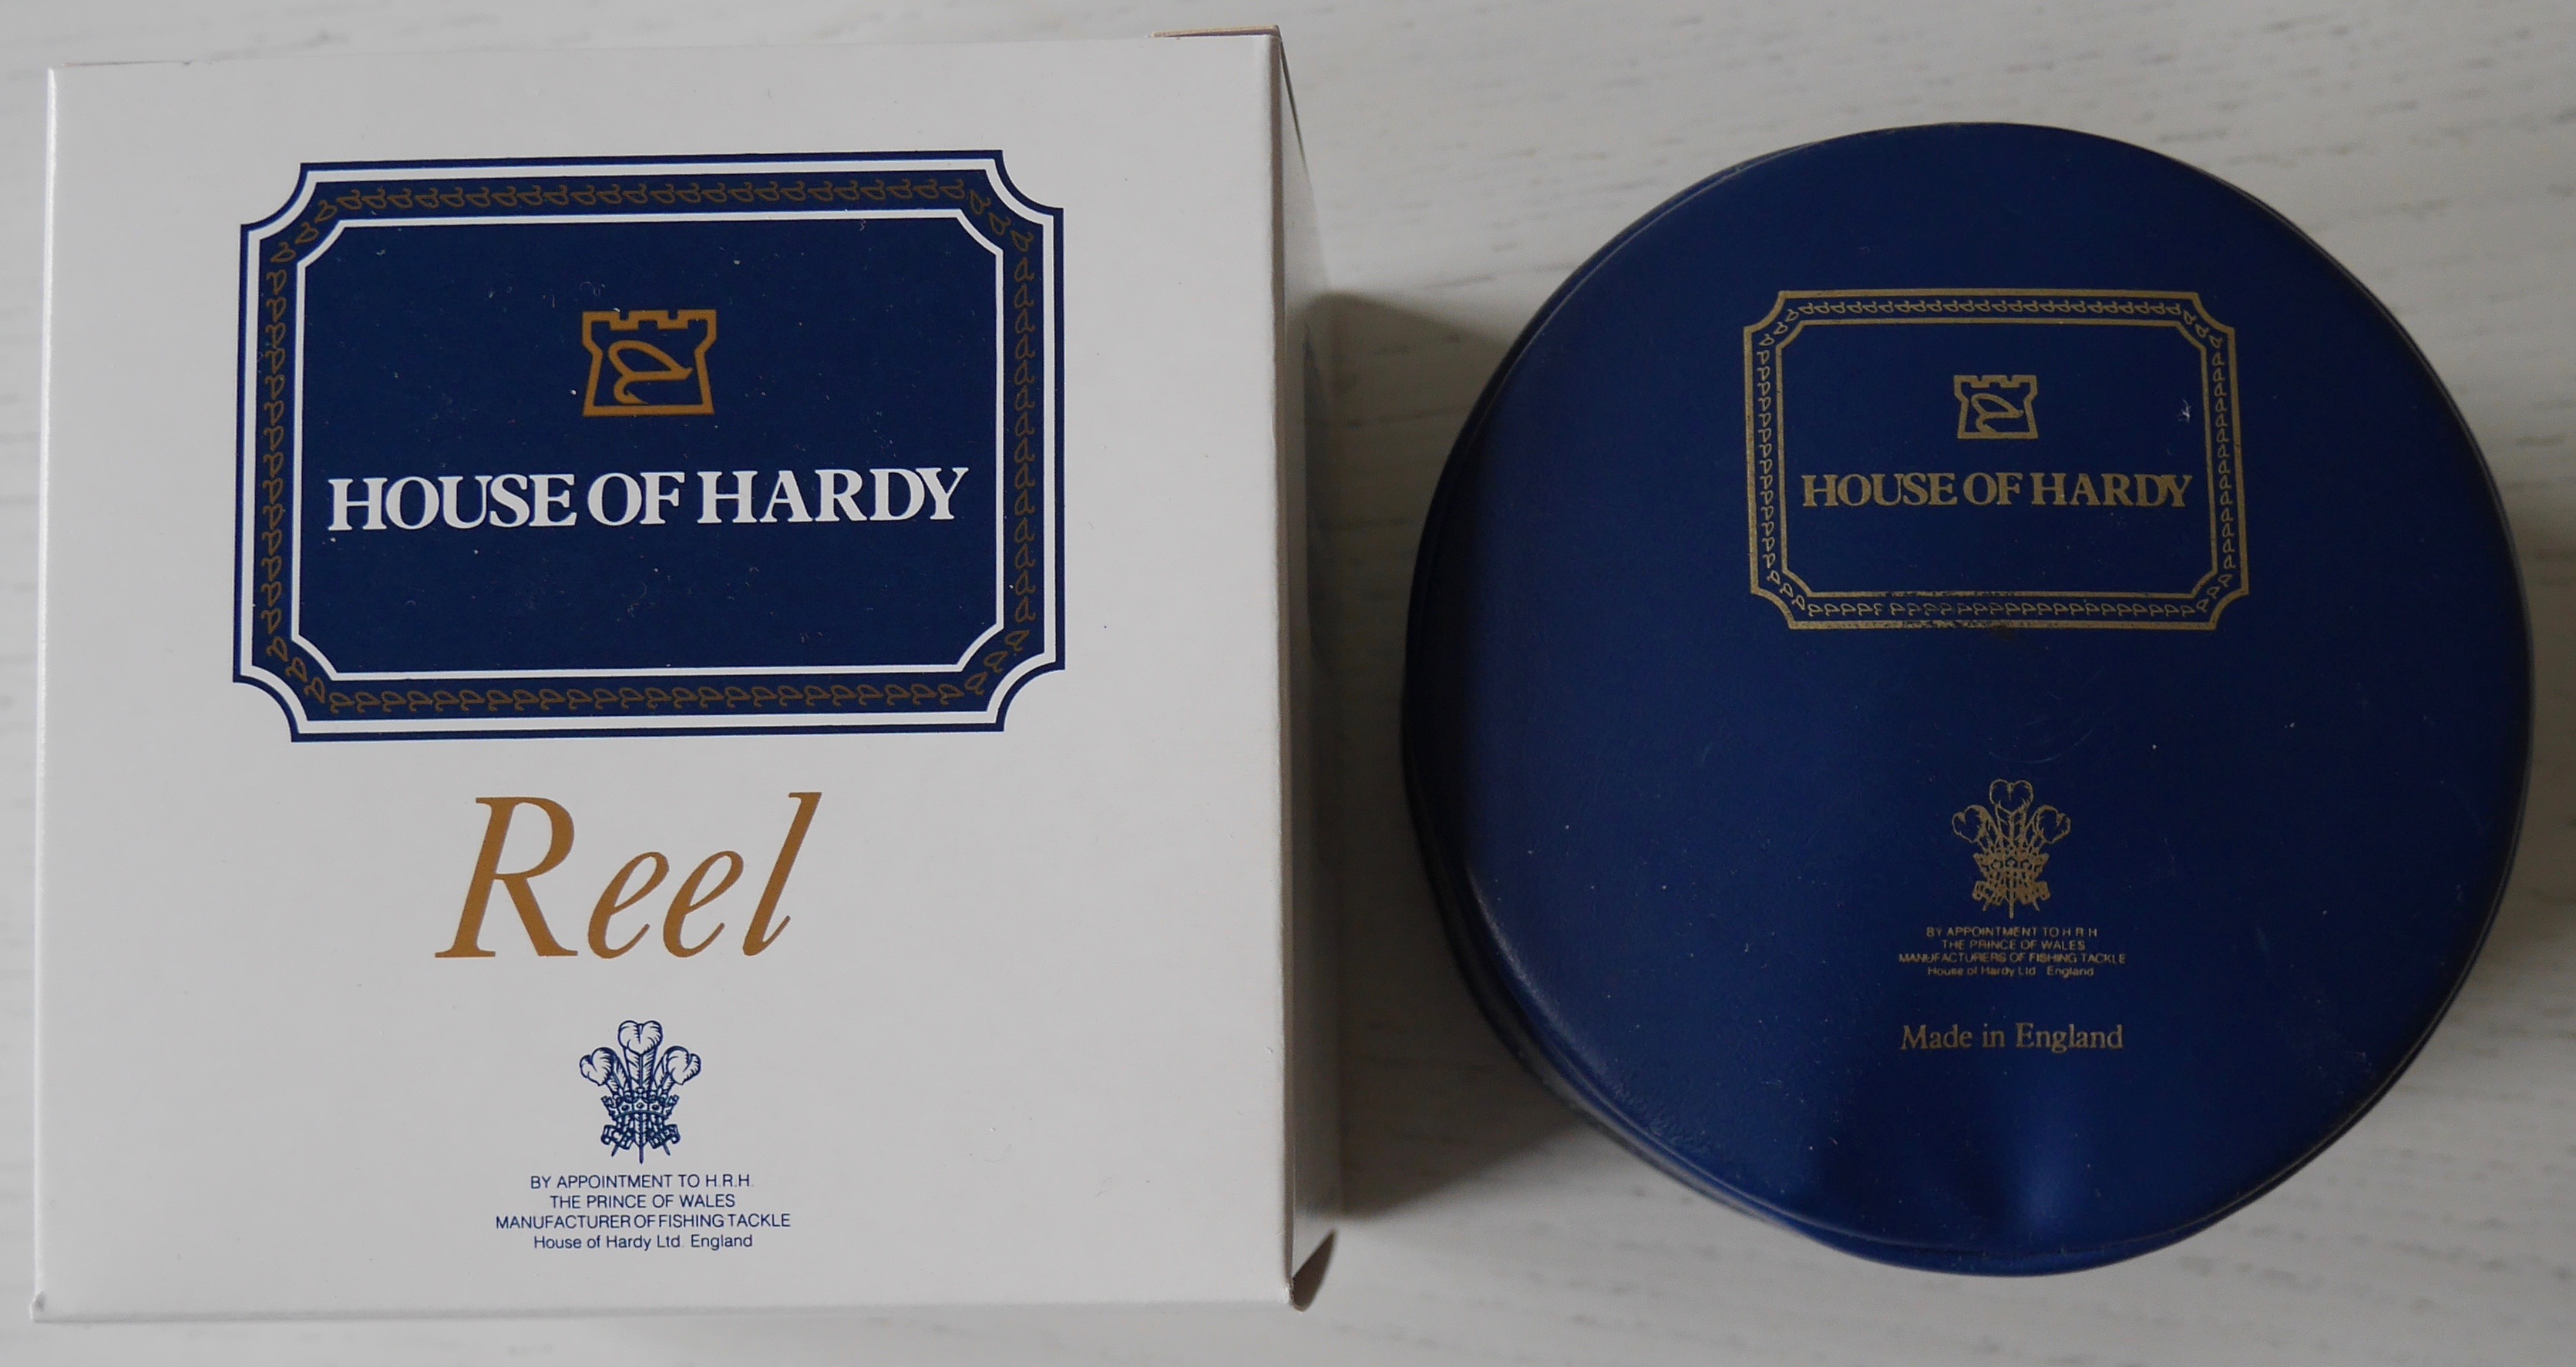 HOUSE OF HARDY
Reel
BY APPOINTMENT TO H.R.H.
THE PRINCE OF WALES
MANUFACTURER OF FISHING TACKLE
House of Hardy Ltd. England
HOUSE OF HARDY
BY APPOINTMENT TO H R H
THE PRINCE OF WALES
MANUFACTURERS OF FISHING TACKLE
House of Hardy Ltd England
Made in England